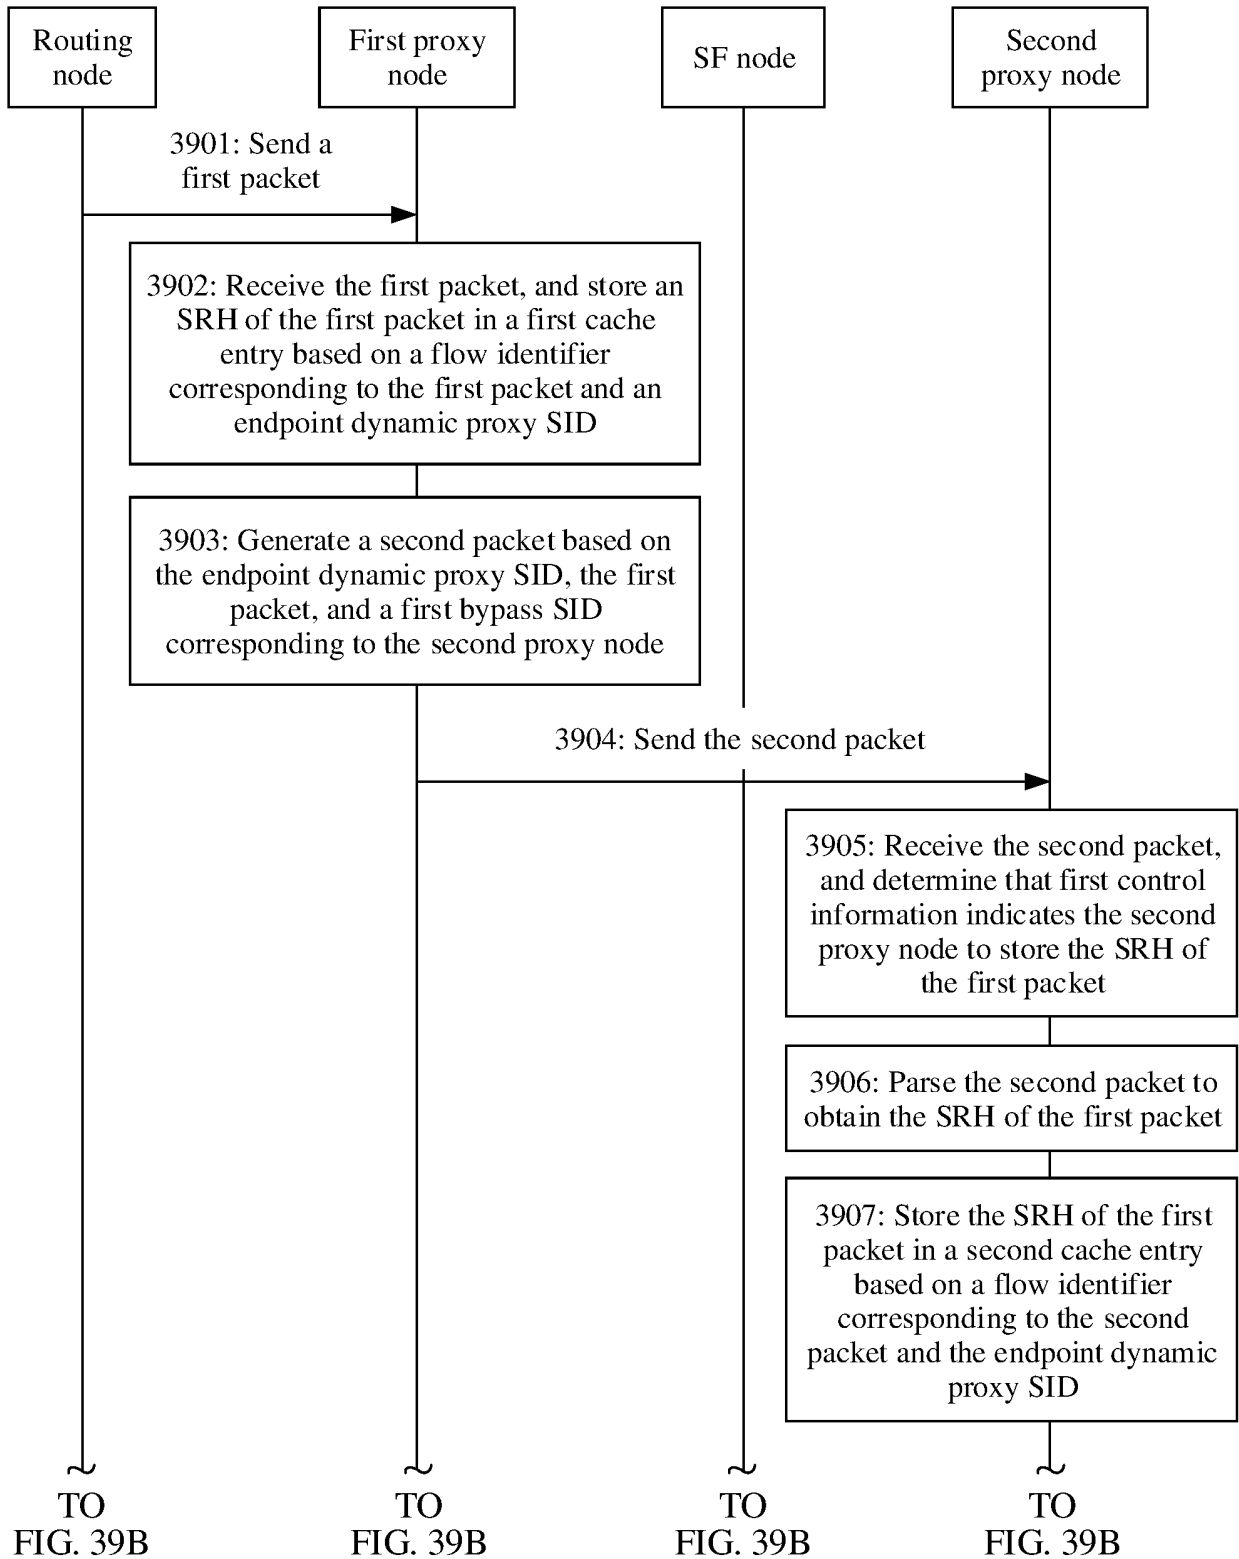 Routing
node
First proxy
node
SF node
Second
proxy node
3901: Send a
first packet
3902: Receive the first packet, and store an
SRH of the first packet in a first cache
entry based on a flow identifier
corresponding to the first packet and an
endpoint dynamic proxy SID
3903: Generate a second packet based on
the endpoint dynamic proxy SID, the first
packet, and a first bypass SID
corresponding to the second proxy node
3904: Send the second packet
3905: Receive the second packet,
and determine that first control
information indicates the second
proxy node to store the SRH of
the first packet
3906: Parse the second packet to
obtain the SRH of the first packet
3907: Store the SRH of the first
packet in a second cache entry
based on a flow identifier
corresponding to the second
packet and the endpoint dynamic
proxy SID
TO
FIG. 39B
TO
FIG. 39B
TO
FIG. 39B
TO
FIG. 39B